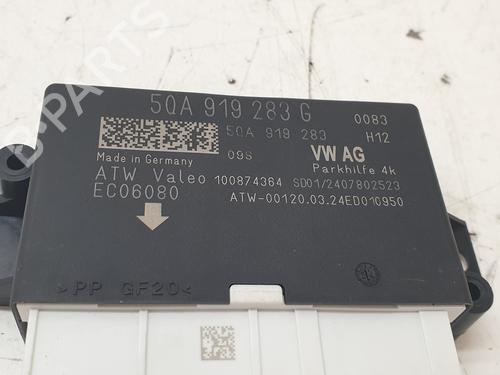 5QA 919 283 G
0083
5QA 919 283
H12
Made in Germany
09S
VW AG
Parkhilfe 4k
ATW Valeo 100874364 SD01/2407802523
EC06080
ATW-00120.03.24ED010950
>PP GF20<
B-PARTS